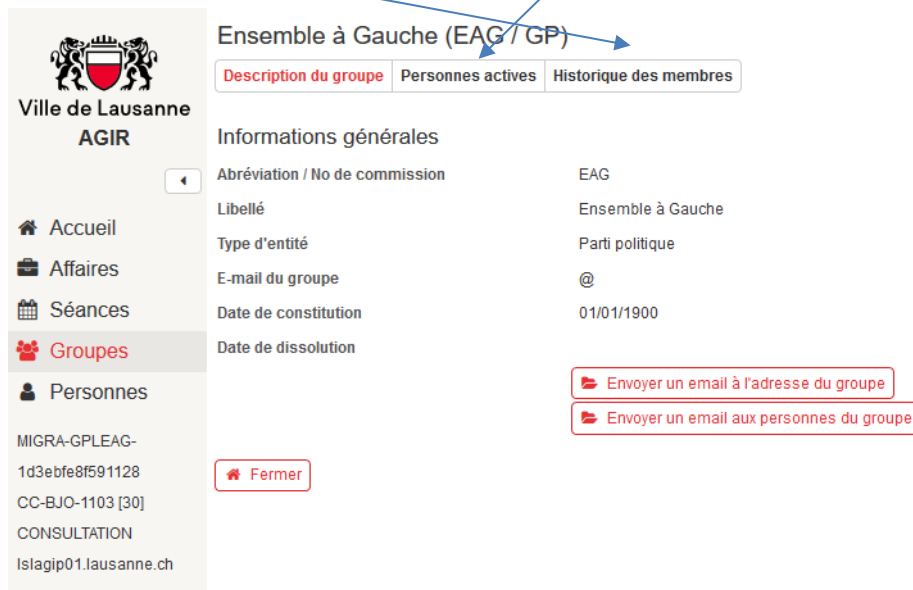 Ville de Lausanne
AGIR
Accueil
Affaires
Séances
Groupes
Personnes
MIGRA-GPLEAG-
1d3ebfe8f591128
CC-BJO-1103 [30]
CONSULTATION
lslagip01.lausanne.ch
Ensemble à Gauche (EAG / GP)
Description du groupe Personnes actives Historique des membres
Informations générales
Abréviation / No de commission EAG
Libellé Ensemble à Gauche
Type d'entité Parti politique
E-mail du groupe @
Date de constitution 01/01/1900
Date de dissolution
Envoyer un email à l'adresse du groupe
Envoyer un email aux personnes du groupe
Fermer